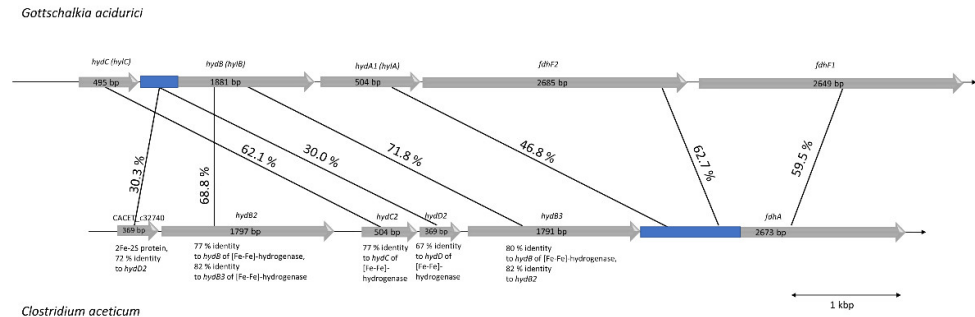 Gottschalkia acidurici
hydC (hylC)
hydB (hylB)
hydA1 (hylA)
fdhF2
fdhF1
495 bp
1881 bp
504 bp
2685 bp
2649 bp
30.3 %
68.8 %
62.1 %
30.0 %
71.8 %
46.8 %
62.7 %
59.5 %
CACET_c32740
hydB2
hydC2
hydD2
hydB3
fdhA
369 bp
1797 bp
504 bp
369 bp
1791 bp
2673 bp
2Fe-2S protein,
72 % identity
to hydD2
77 % identity
to hydB of [Fe-Fe]-hydrogenase,
82 % identity
to hydB3 of [Fe-Fe]-hydrogenase
77 % identity
to hydC of
[Fe-Fe]-
hydrogenase
67 % identity
to hydD of
[Fe-Fe]-
hydrogenase
80 % identity
to hydB of [Fe-Fe]-hydrogenase,
82 % identity
to hydB2
1 kbp
Clostridium aceticum